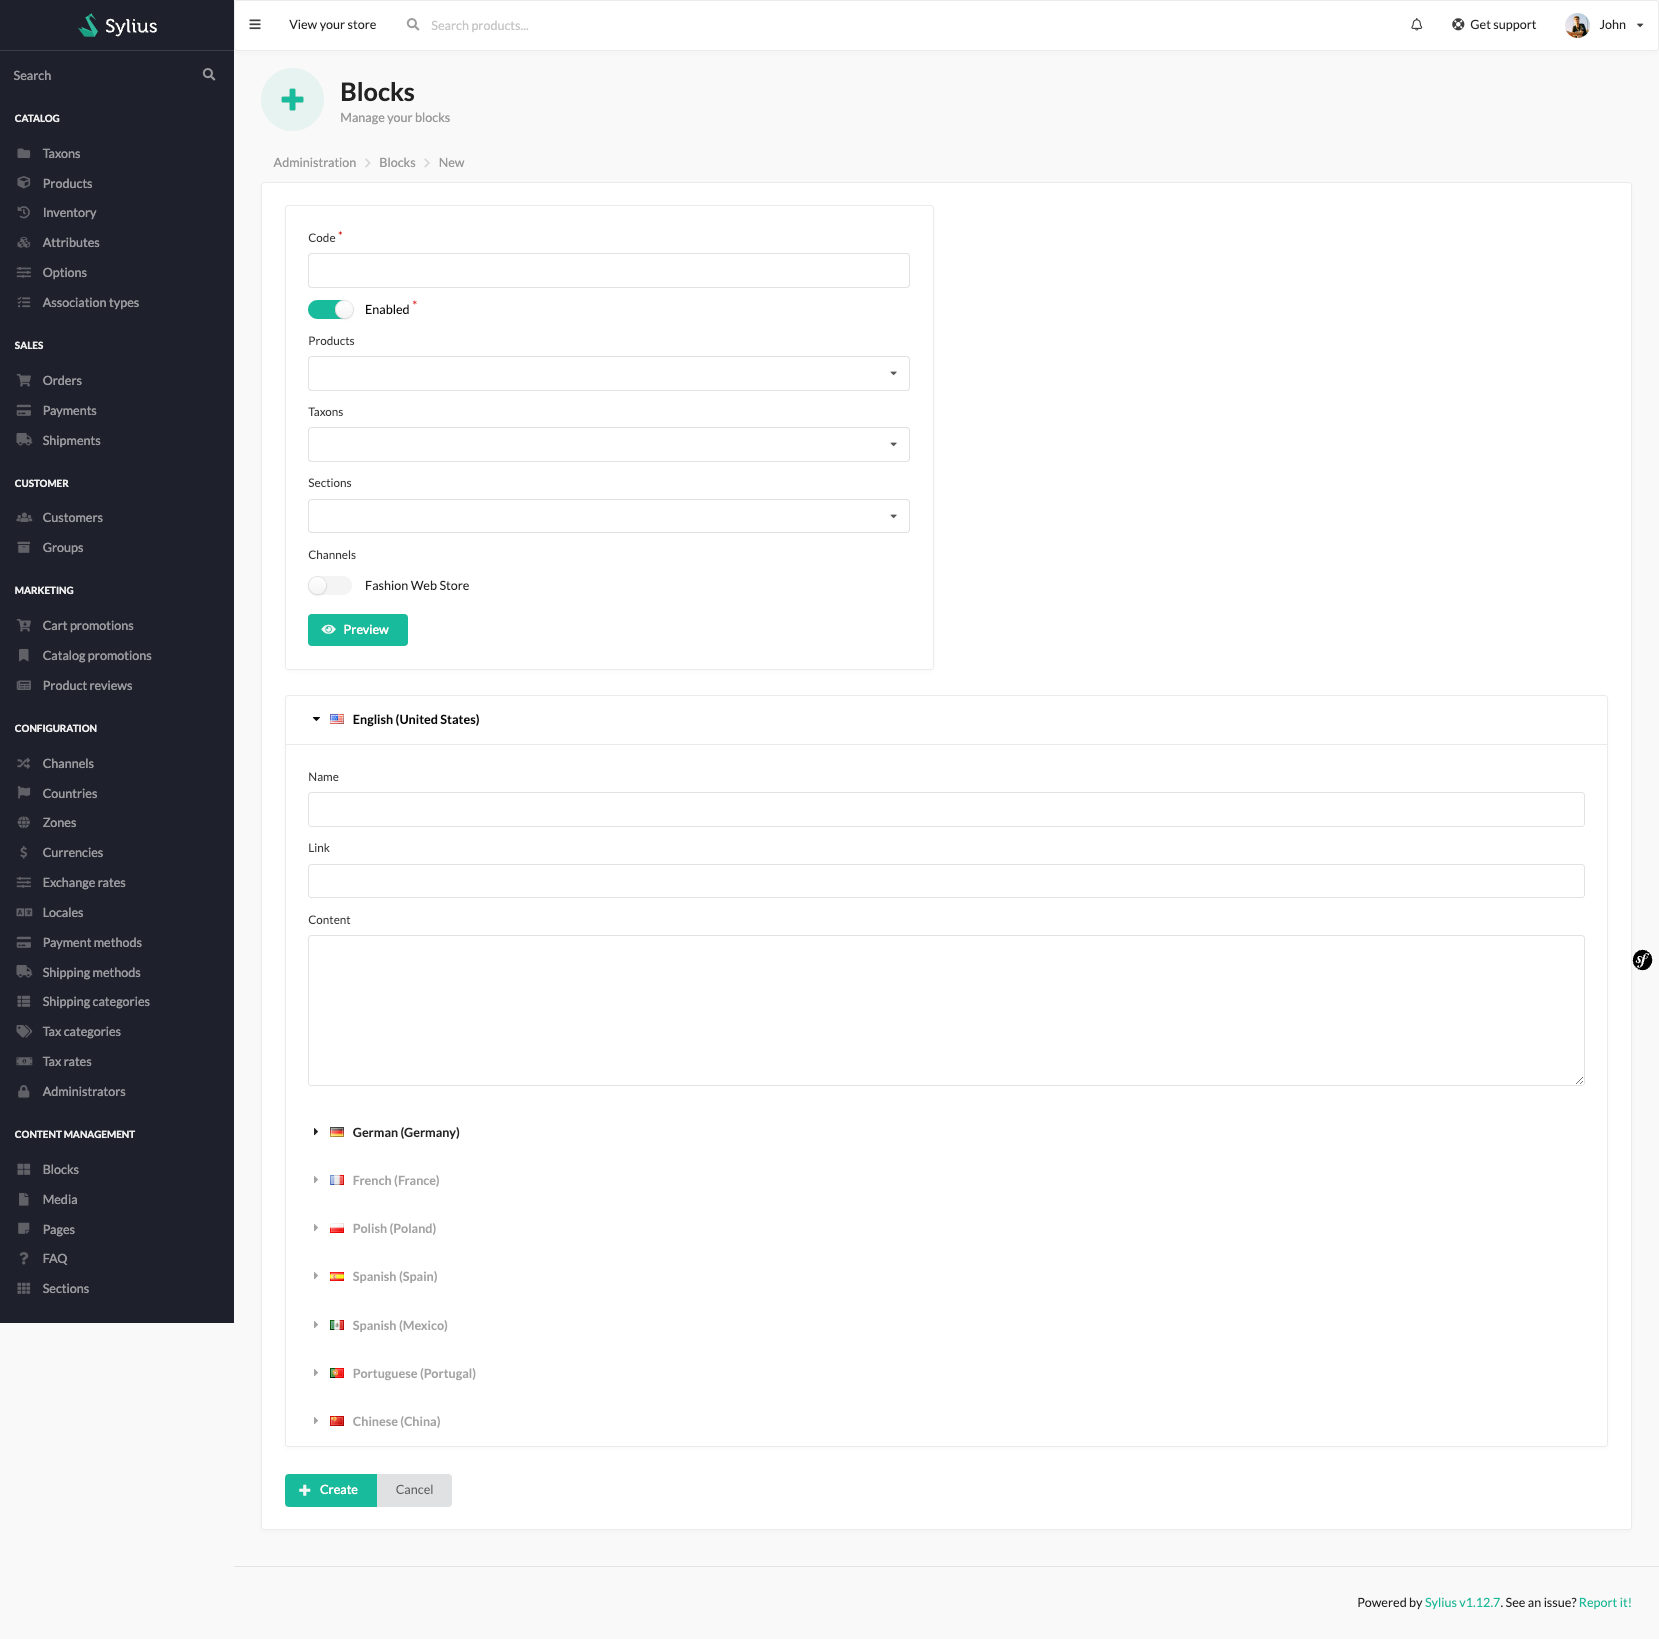 Sylius
View your store
Search products...
Get support
John
Search
CATALOG
Taxons
Products
Inventory
Attributes
Options
Association types
SALES
Orders
Payments
Shipments
CUSTOMER
Customers
Groups
MARKETING
Cart promotions
Catalog promotions
Product reviews
CONFIGURATION
Channels
Countries
Zones
Currencies
Exchange rates
Locales
Payment methods
Shipping methods
Shipping categories
Tax categories
Tax rates
Administrators
CONTENT MANAGEMENT
Blocks
Media
Pages
FAQ
Sections
Blocks
Manage your blocks
Administration > Blocks > New
Code *
Enabled *
Products
Taxons
Sections
Channels
Fashion Web Store
Preview
English (United States)
Name
Link
Content
German (Germany)
French (France)
Polish (Poland)
Spanish (Spain)
Spanish (Mexico)
Portuguese (Portugal)
Chinese (China)
Create
Cancel
sf
Powered by Sylius v1.12.7. See an issue? Report it!